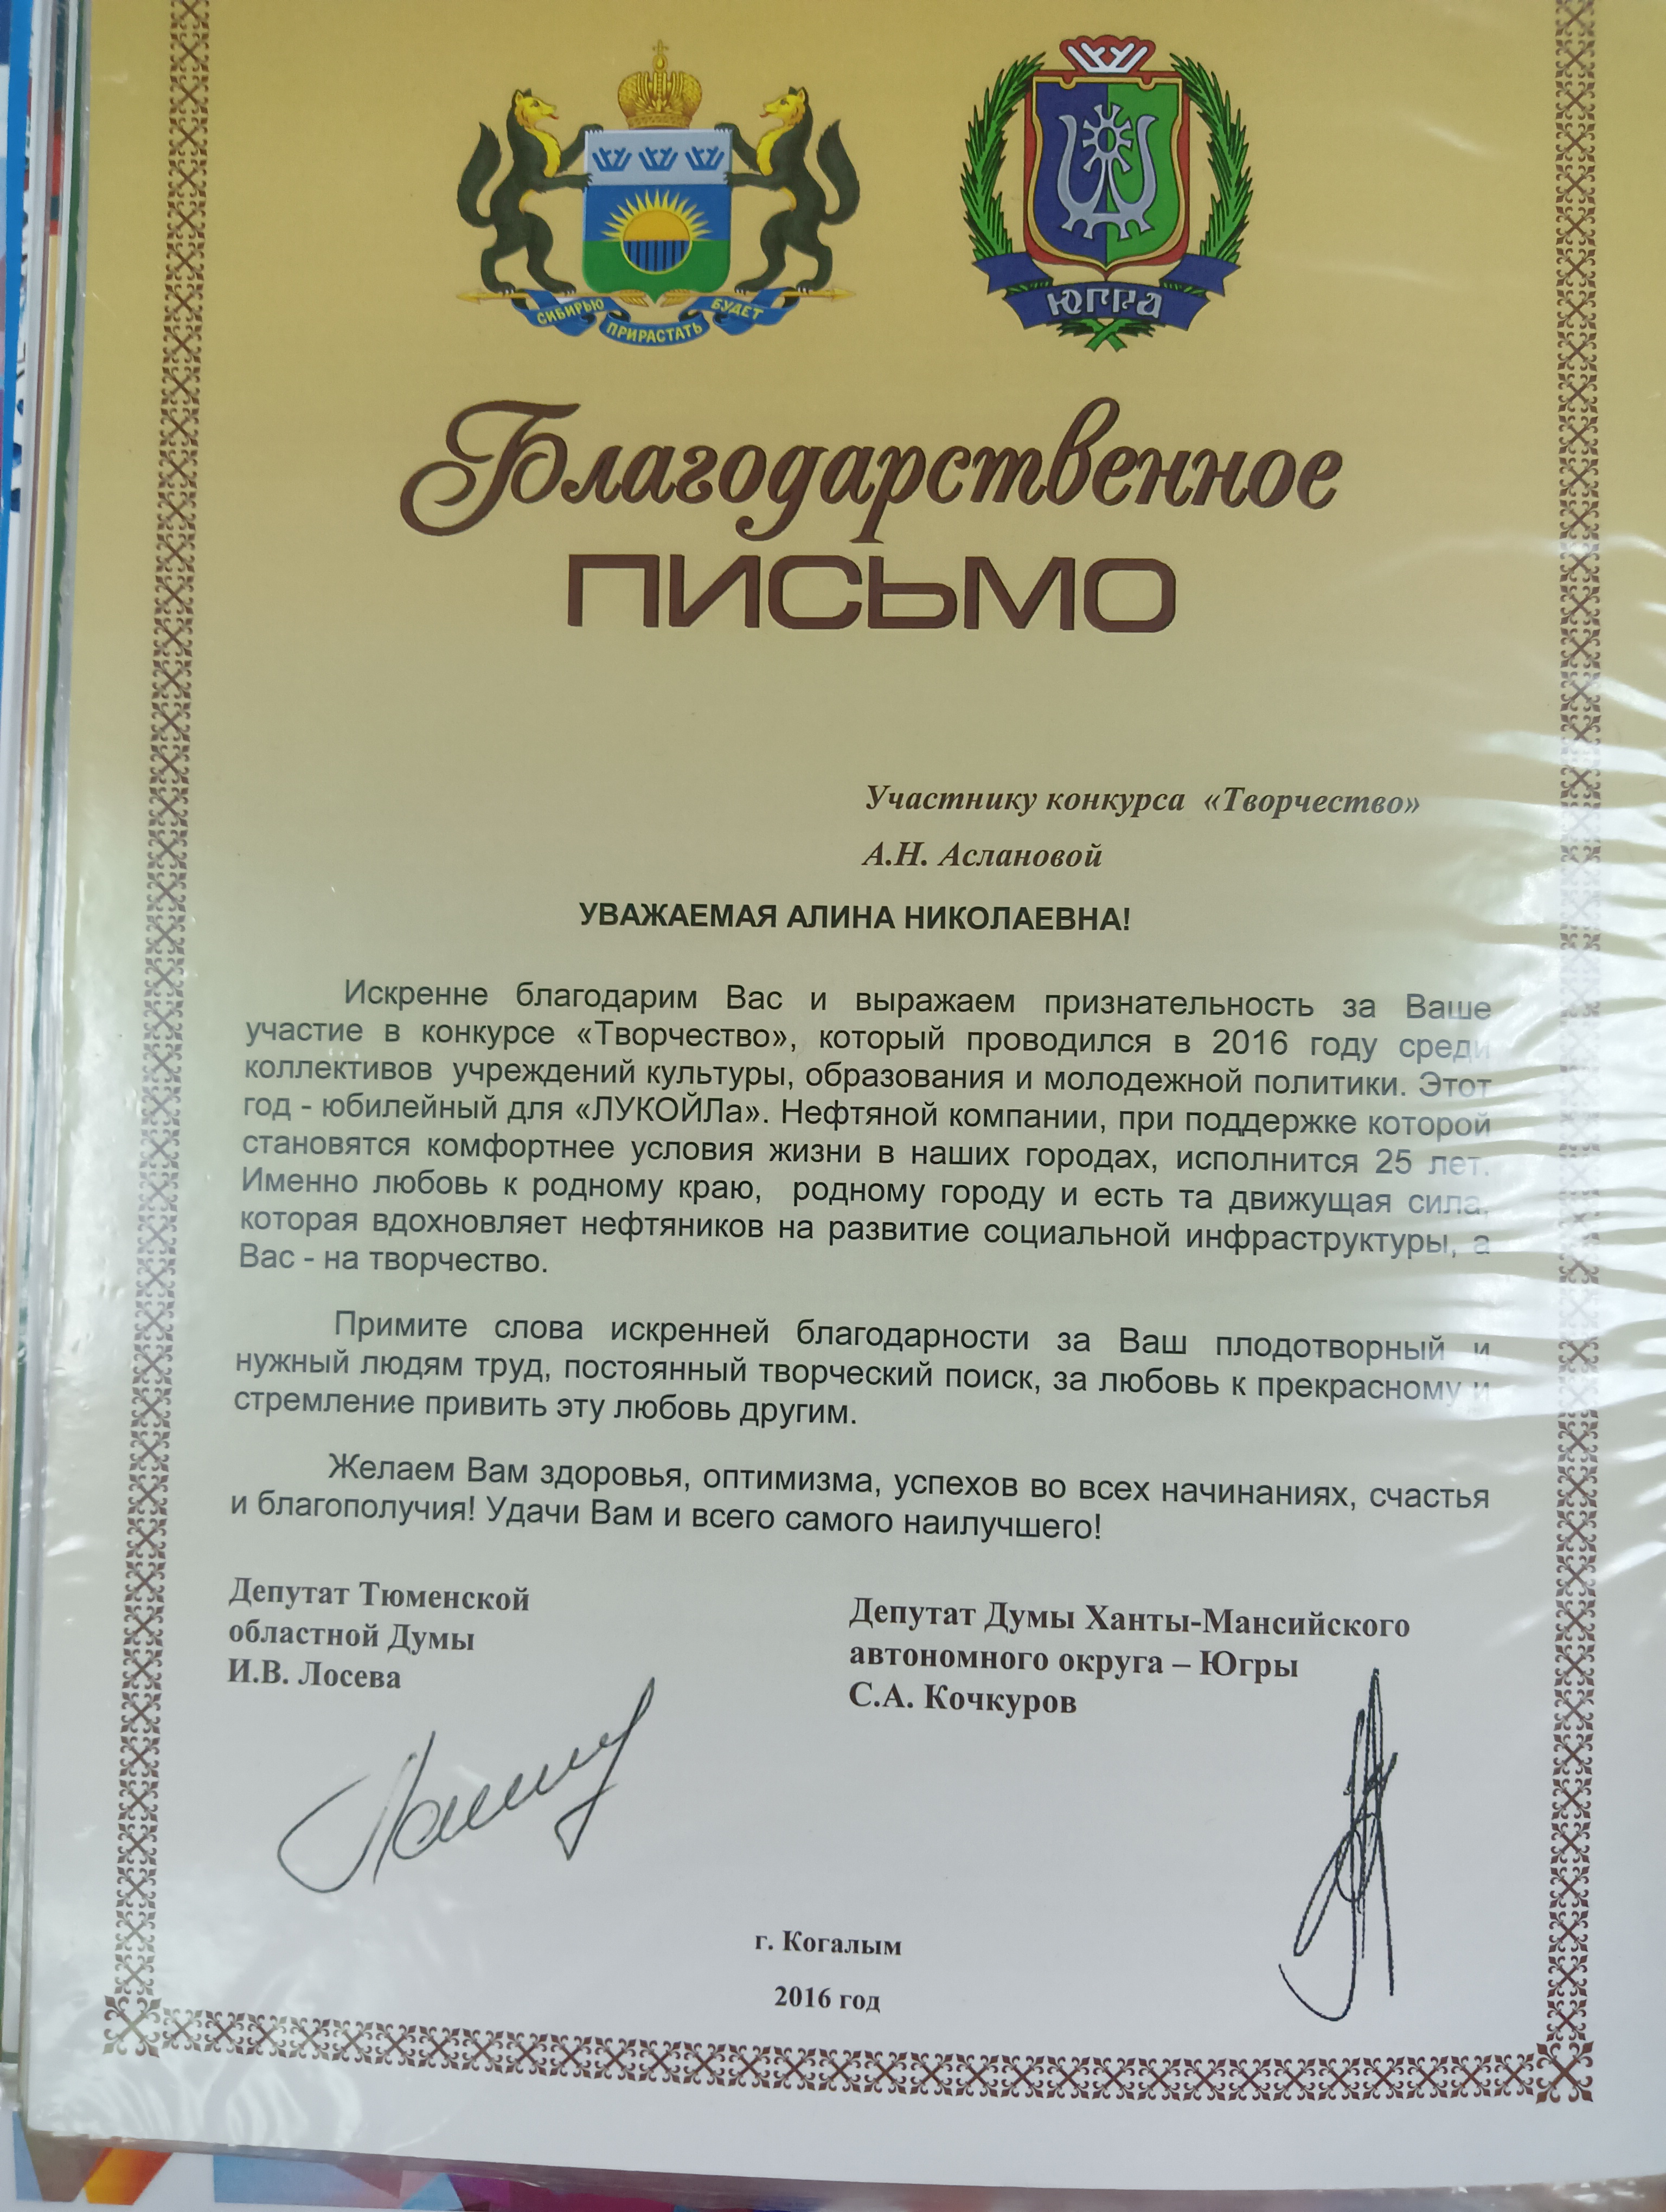 СИБИРЬЮ ПРИРАСТАТЬ БУДЕТ
ЮГРА
Благодарственное
ПИСЬМО
Участнику конкурса «Творчество»
А.Н. Аслановой
УВАЖАЕМАЯ АЛИНА НИКОЛАЕВНА!
Искренне благодарим Вас и выражаем признательность за Ваше
участие в конкурсе «Творчество», который проводился в 2016 году среди
коллективов учреждений культуры, образования и молодежной политики. Этот
год - юбилейный для «ЛУКОЙЛа». Нефтяной компании, при поддержке которой
становятся комфортнее условия жизни в наших городах, исполнится 25 лет.
Именно любовь к родному краю, родному городу и есть та движущая сила,
которая вдохновляет нефтяников на развитие социальной инфраструктуры, а
Вас - на творчество.
Примите слова искренней благодарности за Ваш плодотворный и
нужный людям труд, постоянный творческий поиск, за любовь к прекрасному и
стремление привить эту любовь другим.
Желаем Вам здоровья, оптимизма, успехов во всех начинаниях, счастья
и благополучия! Удачи Вам и всего самого наилучшего!
Депутат Тюменской
областной Думы
И.В. Лосева
Депутат Думы Ханты-Мансийского
автономного округа – Югры
С.А. Кочкуров
г. Когалым
2016 год